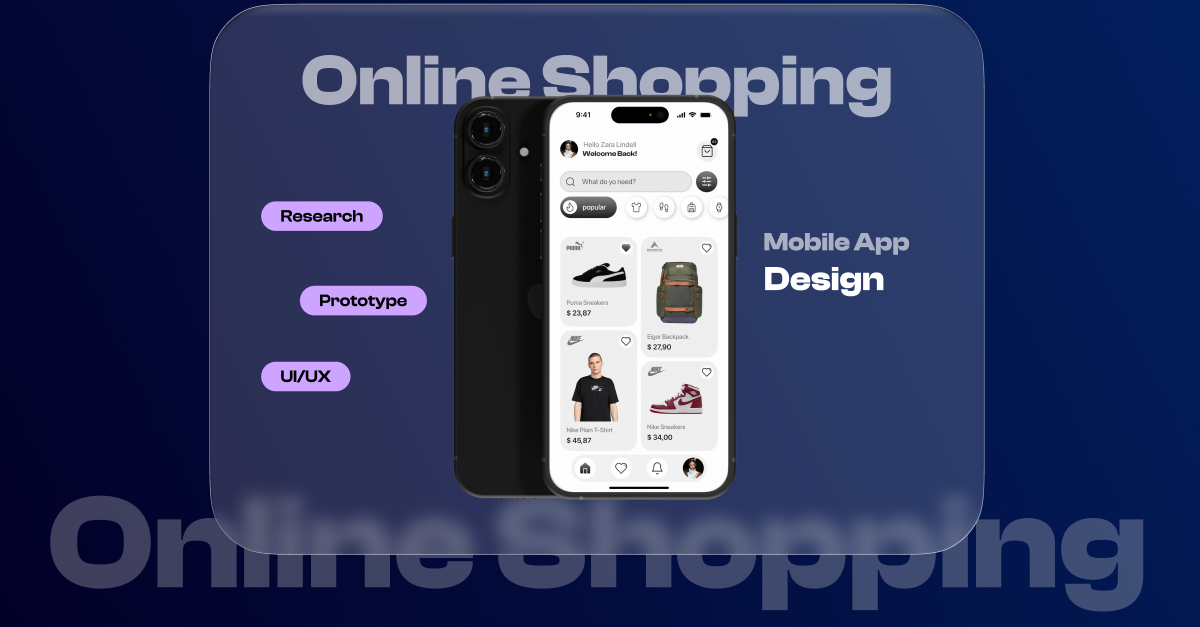 Online Shopping
9:41
Hello Zara Lindell
Welcome Back!
What do yo need?
popular
PUMA
Puma Sneakers
$ 23,87
Eiger Backpack
$ 27,90
NIKE
Nike Plain T-Shirt
$ 45,87
NIKE
Nike Sneakers
$ 34,00
Research
Prototype
UI/UX
Mobile App
Design
Online Shopping